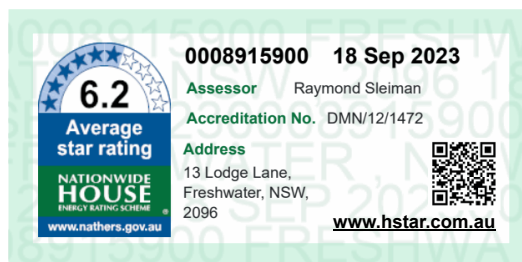 0008915900 18 Sep 2023
6.2
Average
star rating
NATIONWIDE
HOUSE
ENERGY RATING SCHEME ®
www.nathers.gov.au
Assessor Raymond Sleiman
Accreditation No. DMN/12/1472
Address
13 Lodge Lane,
Freshwater, NSW,
2096
www.hstar.com.au